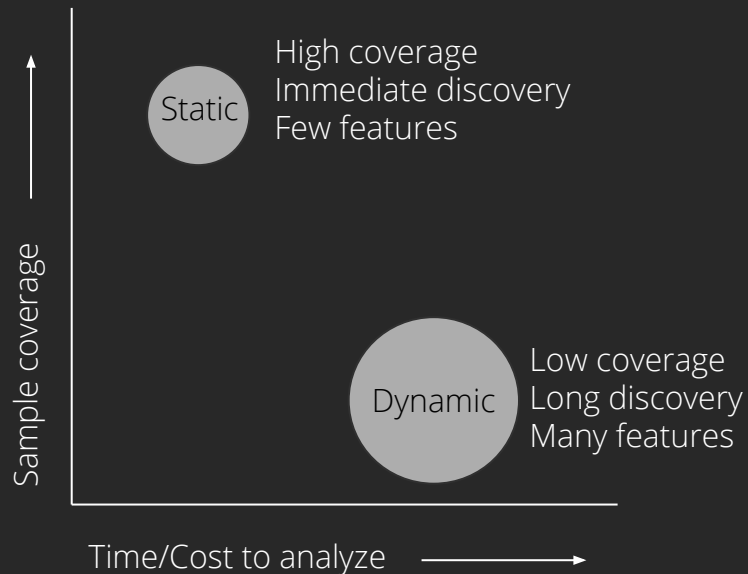 High coverage
Immediate discovery
Few features
Static
Sample coverage
Low coverage
Long discovery
Many features
Dynamic
Time/Cost to analyze